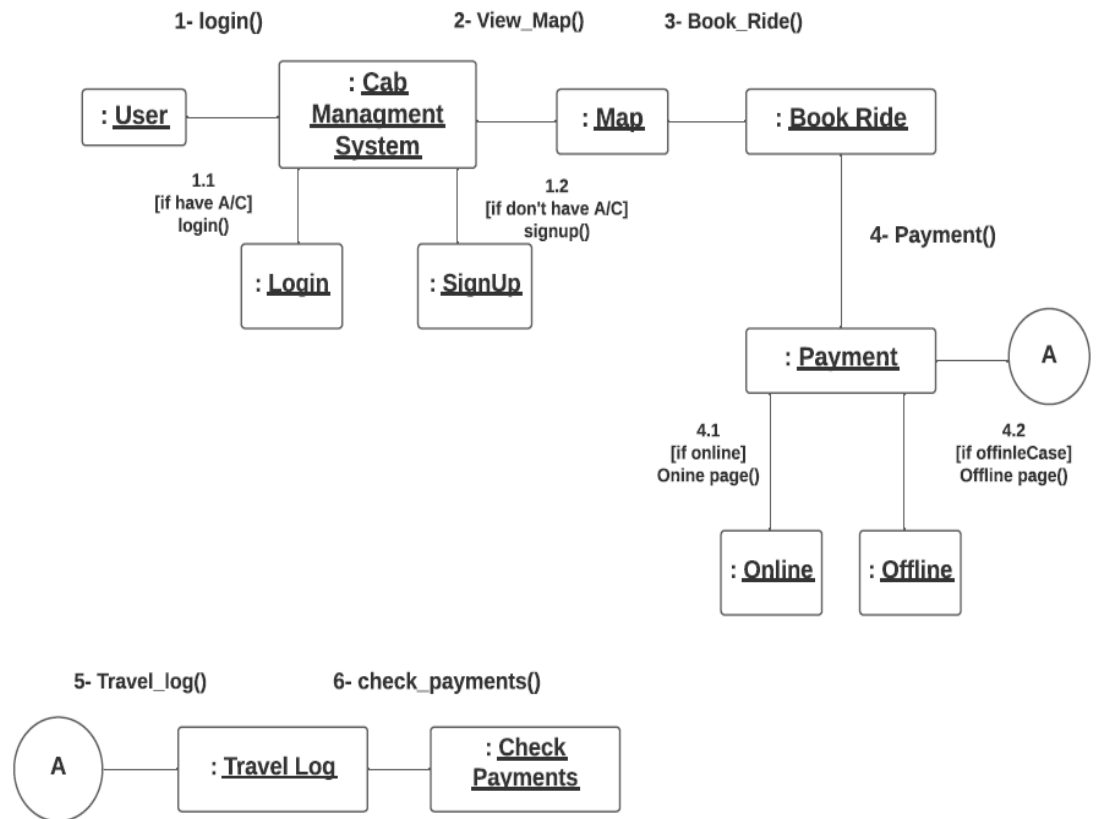 1- login()
2- View_Map()
3- Book_Ride()
: User
: Cab
Managment
System
: Map
: Book Ride
1.1
[if have A/C]
login()
1.2
[if don't have A/C]
signup()
4- Payment()
: Login
: SignUp
: Payment
A
4.1
[if online]
Onine page()
4.2
[if offinleCase]
Offline page()
: Online
: Offline
5- Travel_log()
6- check_payments()
A
: Travel Log
: Check
Payments